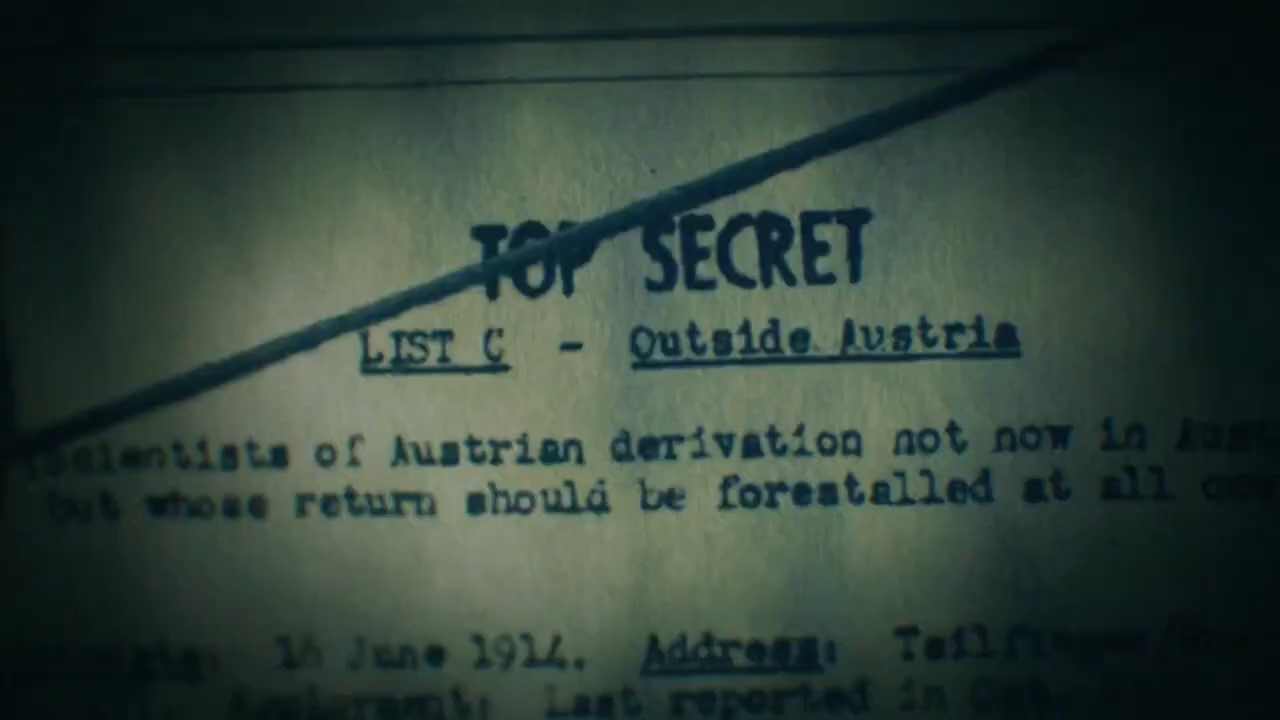 TOP SECRET
LIST C - Outside Austria
Scientists of Austrian derivation not now in
but whose return should be forestalled at all
16 June 1914. Address:
Last reported in